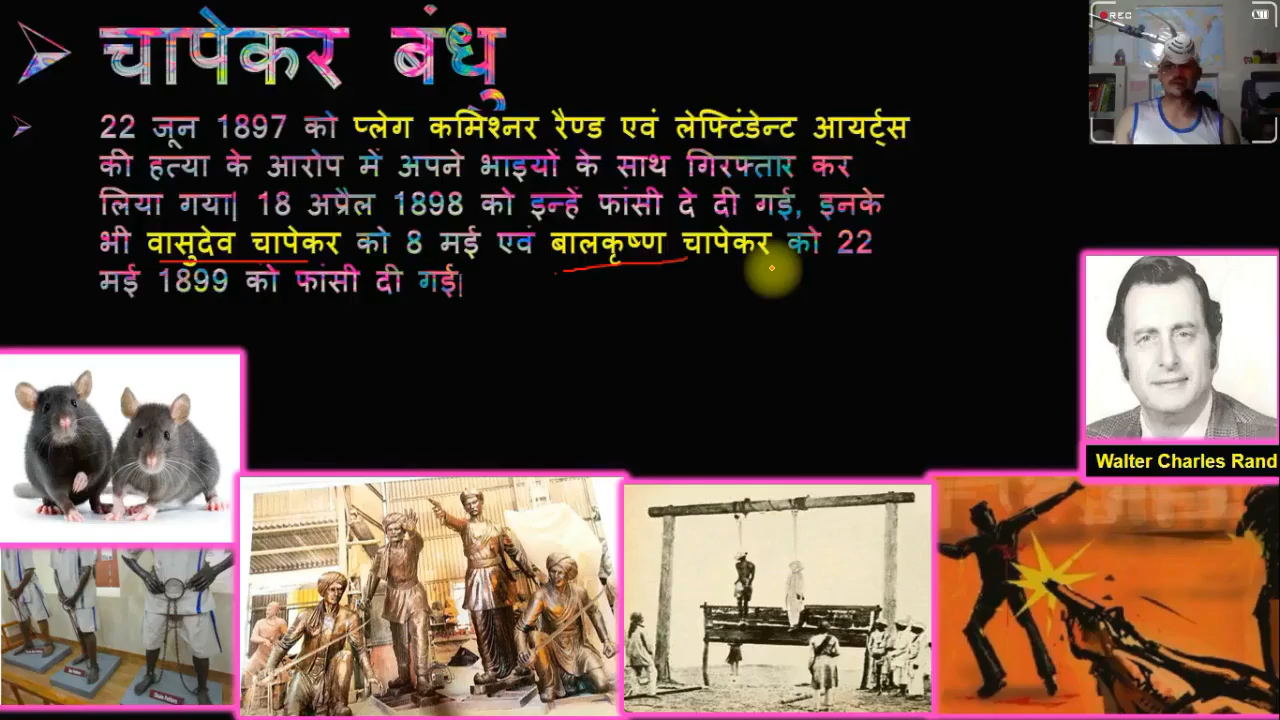 चापेकर बंधु
REC
22 जून 1897 को प्लेग कमिश्नर रैण्ड एवं लेफ्टिंडेन्ट आयर्ट्स
की हत्या के आरोप में अपने भाइयों के साथ गिरफ्तार कर
लिया गया| 18 अप्रैल 1898 को इन्हें फांसी दे दी गई, इनके
भी वासुदेव चापेकर को 8 मई एवं बालकृष्ण चापेकर को 22
मई 1899 को फांसी दी गई|
Walter Charles Rand